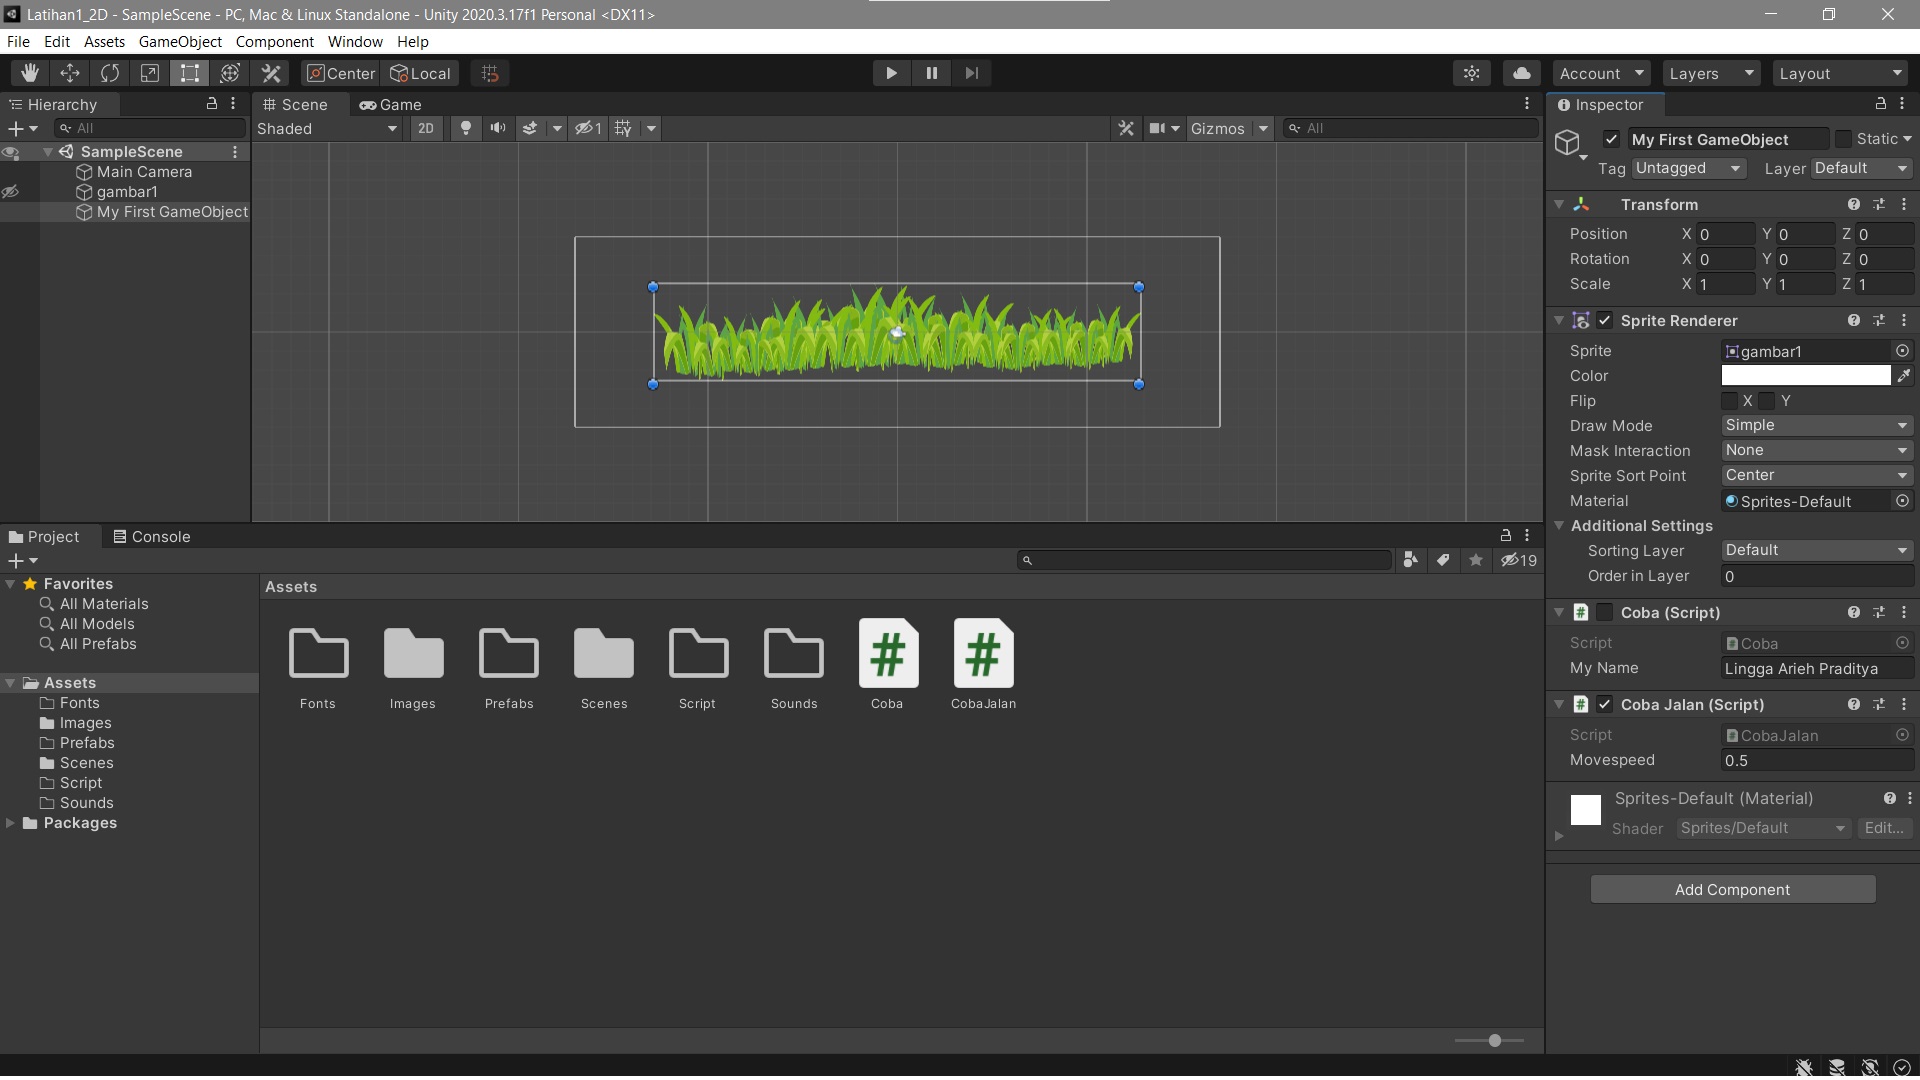 Latihan1_2D - SampleScene - PC, Mac & Linux Standalone - Unity 2020.3.17f1 Personal <DX11>
File Edit Assets GameObject Component Window Help
Center Local Account Layers Layout
Hierarchy
All
SampleScene
Main Camera
gambar1
My First GameObject
Scene Game
Shaded 2D 1 Gizmos All
Inspector
My First GameObject Static
Tag Untagged Layer Default
Transform
Position X 0 Y 0 Z 0
Rotation X 0 Y 0 Z 0
Scale X 1 Y 1 Z 1
Sprite Renderer
Sprite gambar1
Color
Flip X Y
Draw Mode Simple
Mask Interaction None
Sprite Sort Point Center
Material Sprites-Default
Additional Settings
Sorting Layer Default
Order in Layer 0
# Coba (Script)
Script # Coba
My Name Lingga Arieh Praditya
# Coba Jalan (Script)
Script # CobaJalan
Movespeed 0.5
Sprites-Default (Material)
Shader Sprites/Default Edit...
Add Component
Project Console
19
Favorites
All Materials
All Models
All Prefabs
Assets
Fonts
Images
Prefabs
Scenes
Script
Sounds
Packages
Assets
# #
Fonts Images Prefabs Scenes Script Sounds Coba CobaJalan